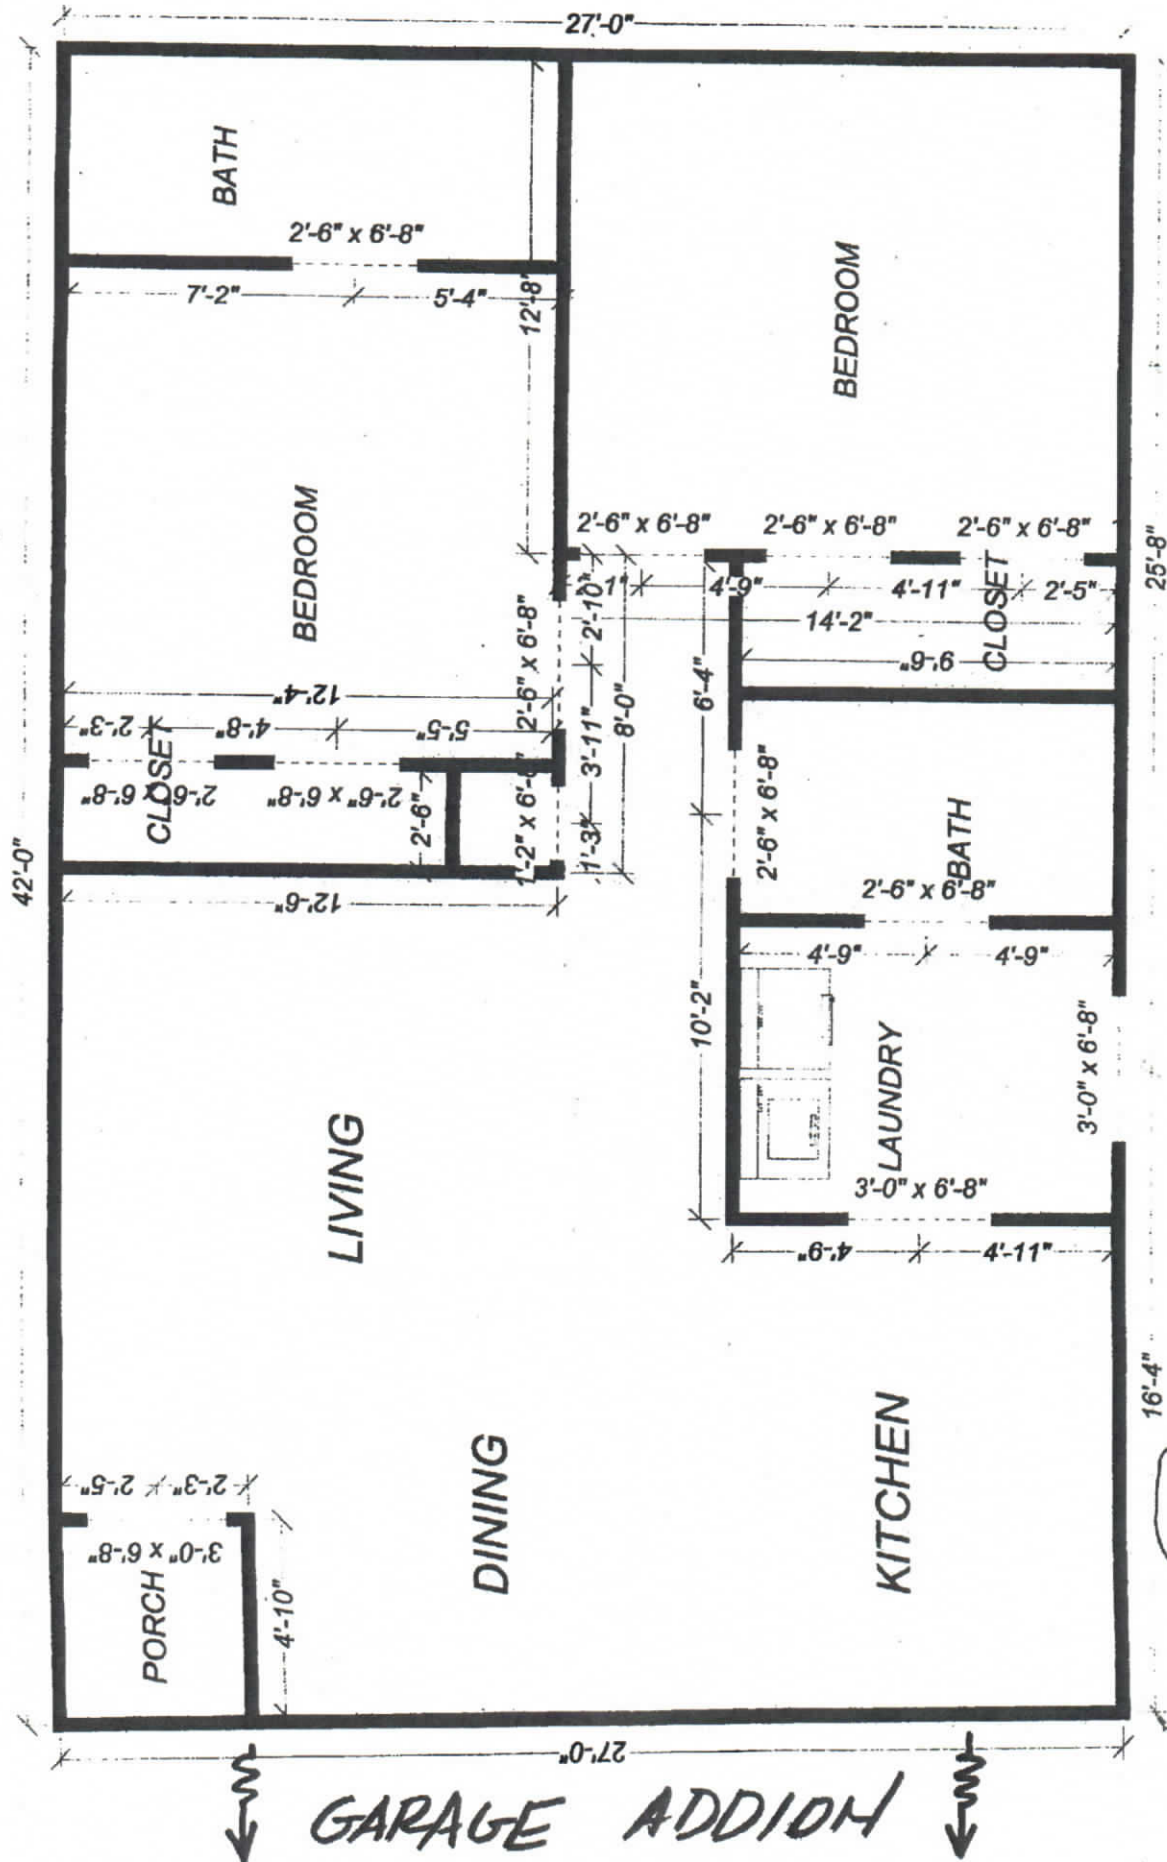 27'-0"
BATH
2'-6" x 6'-8"
7'-2"
5'-4"
12'-8"
BEDROOM
BEDROOM
42'-0"
25'-8"
2'-6" x 6'-8"
2'-6" x 6'-8"
2'-6" x 6'-8"
1"
4'-9"
4'-11"
2'-5"
14'-2"
9'-6"
CLOSET
2'-10"
3'-11"
1'-3"
8'-0"
2'-6" x 6'-8"
6'-4"
12'-4"
2'-3"
4'-8"
5'-5"
CLOSET
2'-6" x 6'-8"
2'-6" x 6'-8"
2'-6"
1'-2" x 6'-8"
12'-6"
2'-6" x 6'-8"
BATH
2'-6" x 6'-8"
4'-9"
4'-9"
10'-2"
LAUNDRY
3'-0" x 6'-8"
3'-0" x 6'-8"
4'-9"
4'-11"
LIVING
16'-4"
DINING
KITCHEN
2'-5"
2'-3"
3'-0" x 6'-8"
PORCH
4'-10"
27'-0"
GARAGE ADDION